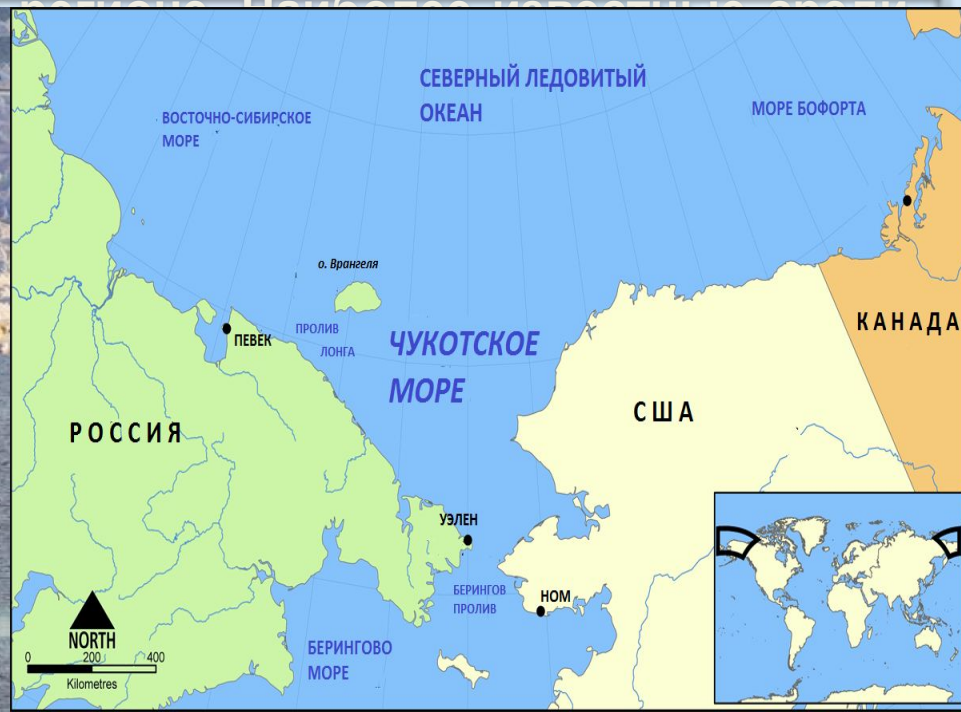 СЕВЕРНЫЙ ЛЕДОВИТЫЙ
ОКЕАН
ВОСТОЧНО-СИБИРСКОЕ
МОРЕ
МОРЕ БОФОРТА
о. Врангеля
ПРОЛИВ
ЛОНГА
ПЕВЕК
ЧУКОТСКОЕ
МОРЕ
КАНАДА
РОССИЯ
США
УЭЛЕН
БЕРИНГОВ
ПРОЛИВ
НОМ
БЕРИНГОВО
МОРЕ
NORTH
0 200 400
Kilometres